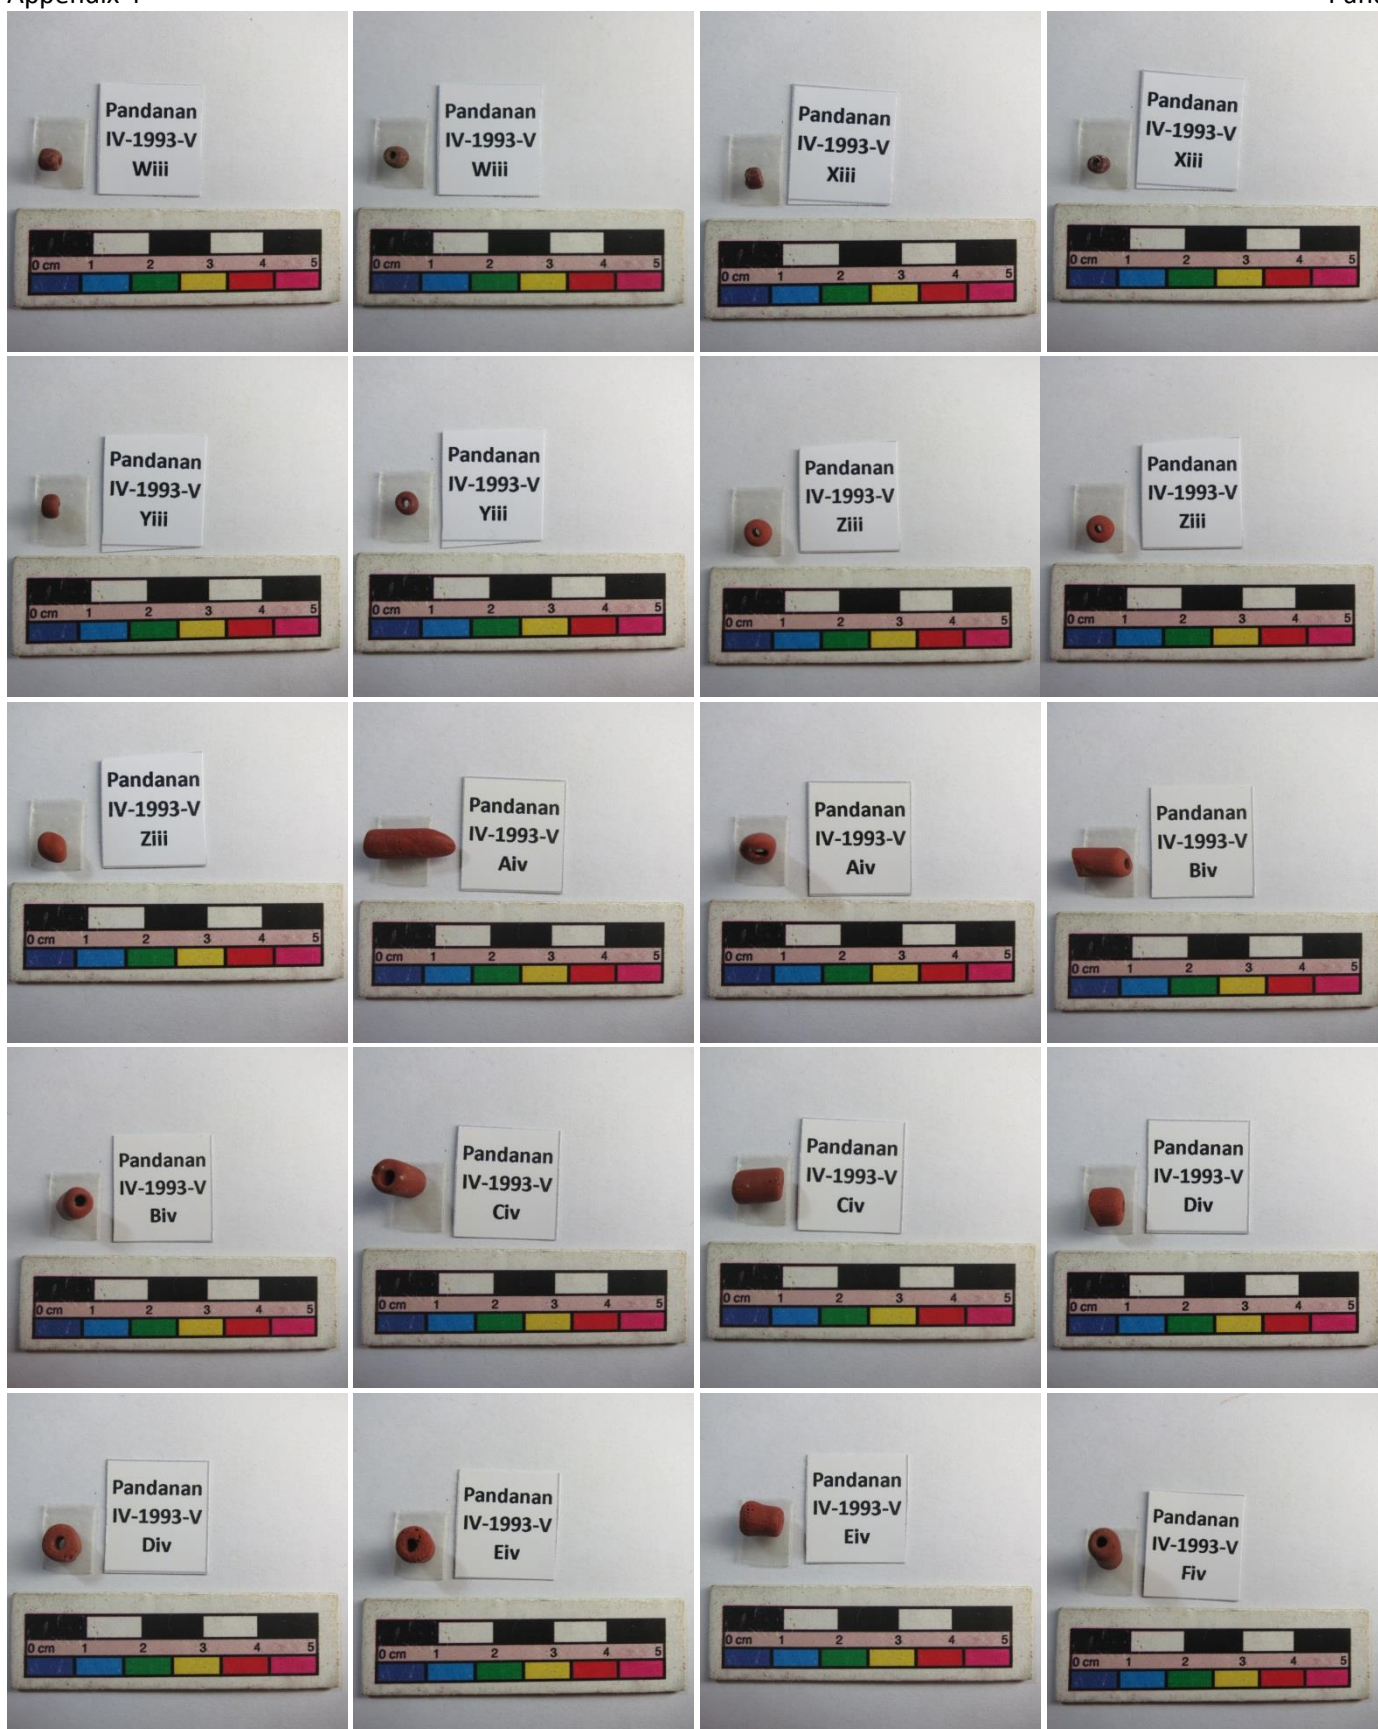 Appendix
Pandanan
IV-1993-V
Wiii
0 cm 1 2 3 4 5
Pandanan
IV-1993-V
Wiii
0 cm 1 2 3 4 5
Pandanan
IV-1993-V
Xiii
0 cm 1 2 3 4 5
Pandanan
IV-1993-V
Xiii
0 cm 1 2 3 4 5
Pandanan
IV-1993-V
Yiii
0 cm 1 2 3 4 5
Pandanan
IV-1993-V
Yiii
0 cm 1 2 3 4 5
Pandanan
IV-1993-V
Ziii
0 cm 1 2 3 4 5
Pandanan
IV-1993-V
Ziii
0 cm 1 2 3 4 5
Pandanan
IV-1993-V
Ziii
0 cm 1 2 3 4 5
Pandanan
IV-1993-V
Aiv
0 cm 1 2 3 4 5
Pandanan
IV-1993-V
Aiv
0 cm 1 2 3 4 5
Pandanan
IV-1993-V
Biv
0 cm 1 2 3 4 5
Pandanan
IV-1993-V
Biv
0 cm 1 2 3 4 5
Pandanan
IV-1993-V
Civ
0 cm 1 2 3 4 5
Pandanan
IV-1993-V
Civ
0 cm 1 2 3 4 5
Pandanan
IV-1993-V
Div
0 cm 1 2 3 4 5
Pandanan
IV-1993-V
Div
0 cm 1 2 3 4 5
Pandanan
IV-1993-V
Eiv
0 cm 1 2 3 4 5
Pandanan
IV-1993-V
Eiv
0 cm 1 2 3 4 5
Pandanan
IV-1993-V
Fiv
0 cm 1 2 3 4 5